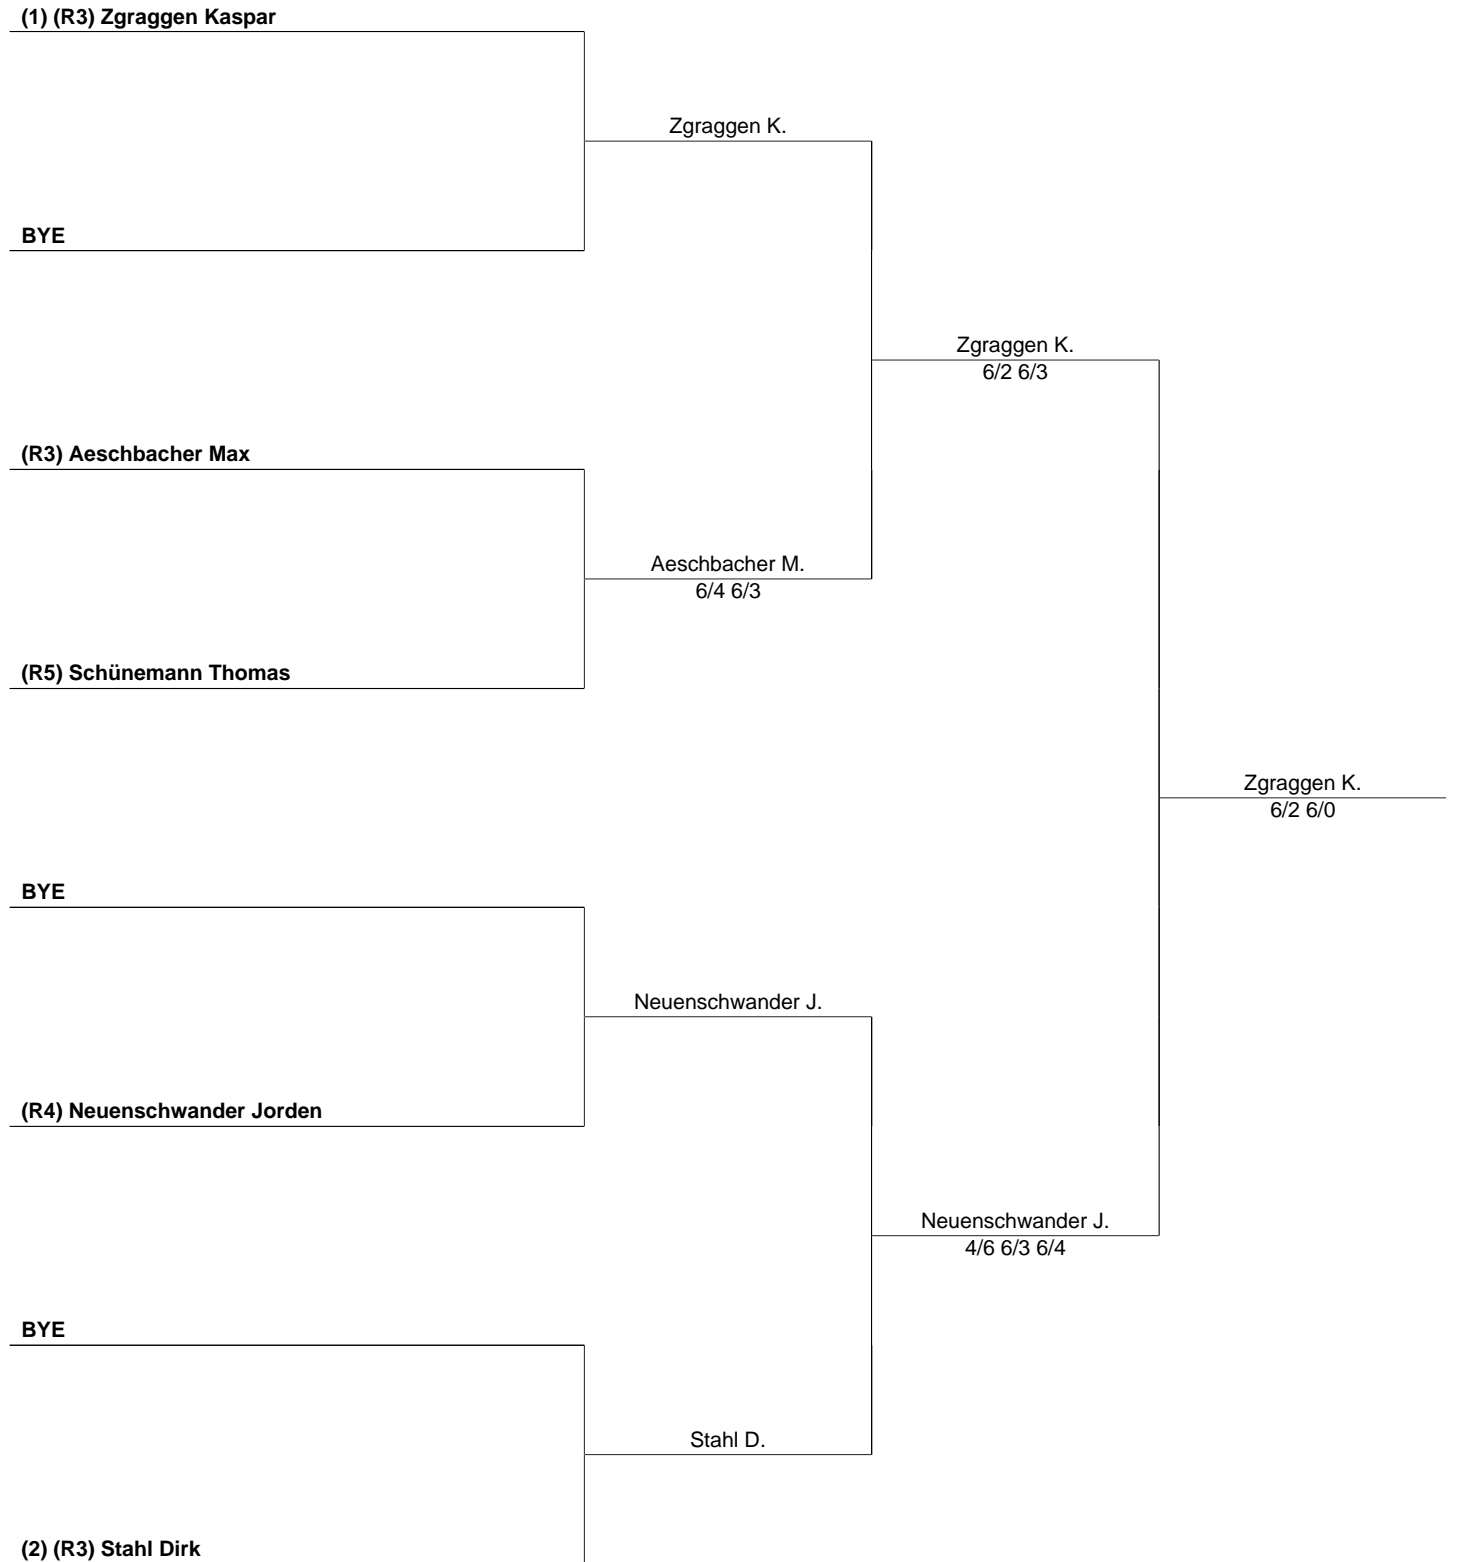 (1) (R3) Zgraggen Kaspar
Zgraggen K.
BYE
Zgraggen K.
6/2 6/3
(R3) Aeschbacher Max
Aeschbacher M.
6/4 6/3
(R5) Schünemann Thomas
Zgraggen K.
6/2 6/0
BYE
Neuenschwander J.
(R4) Neuenschwander Jorden
Neuenschwander J.
4/6 6/3 6/4
BYE
Stahl D.
(2) (R3) Stahl Dirk